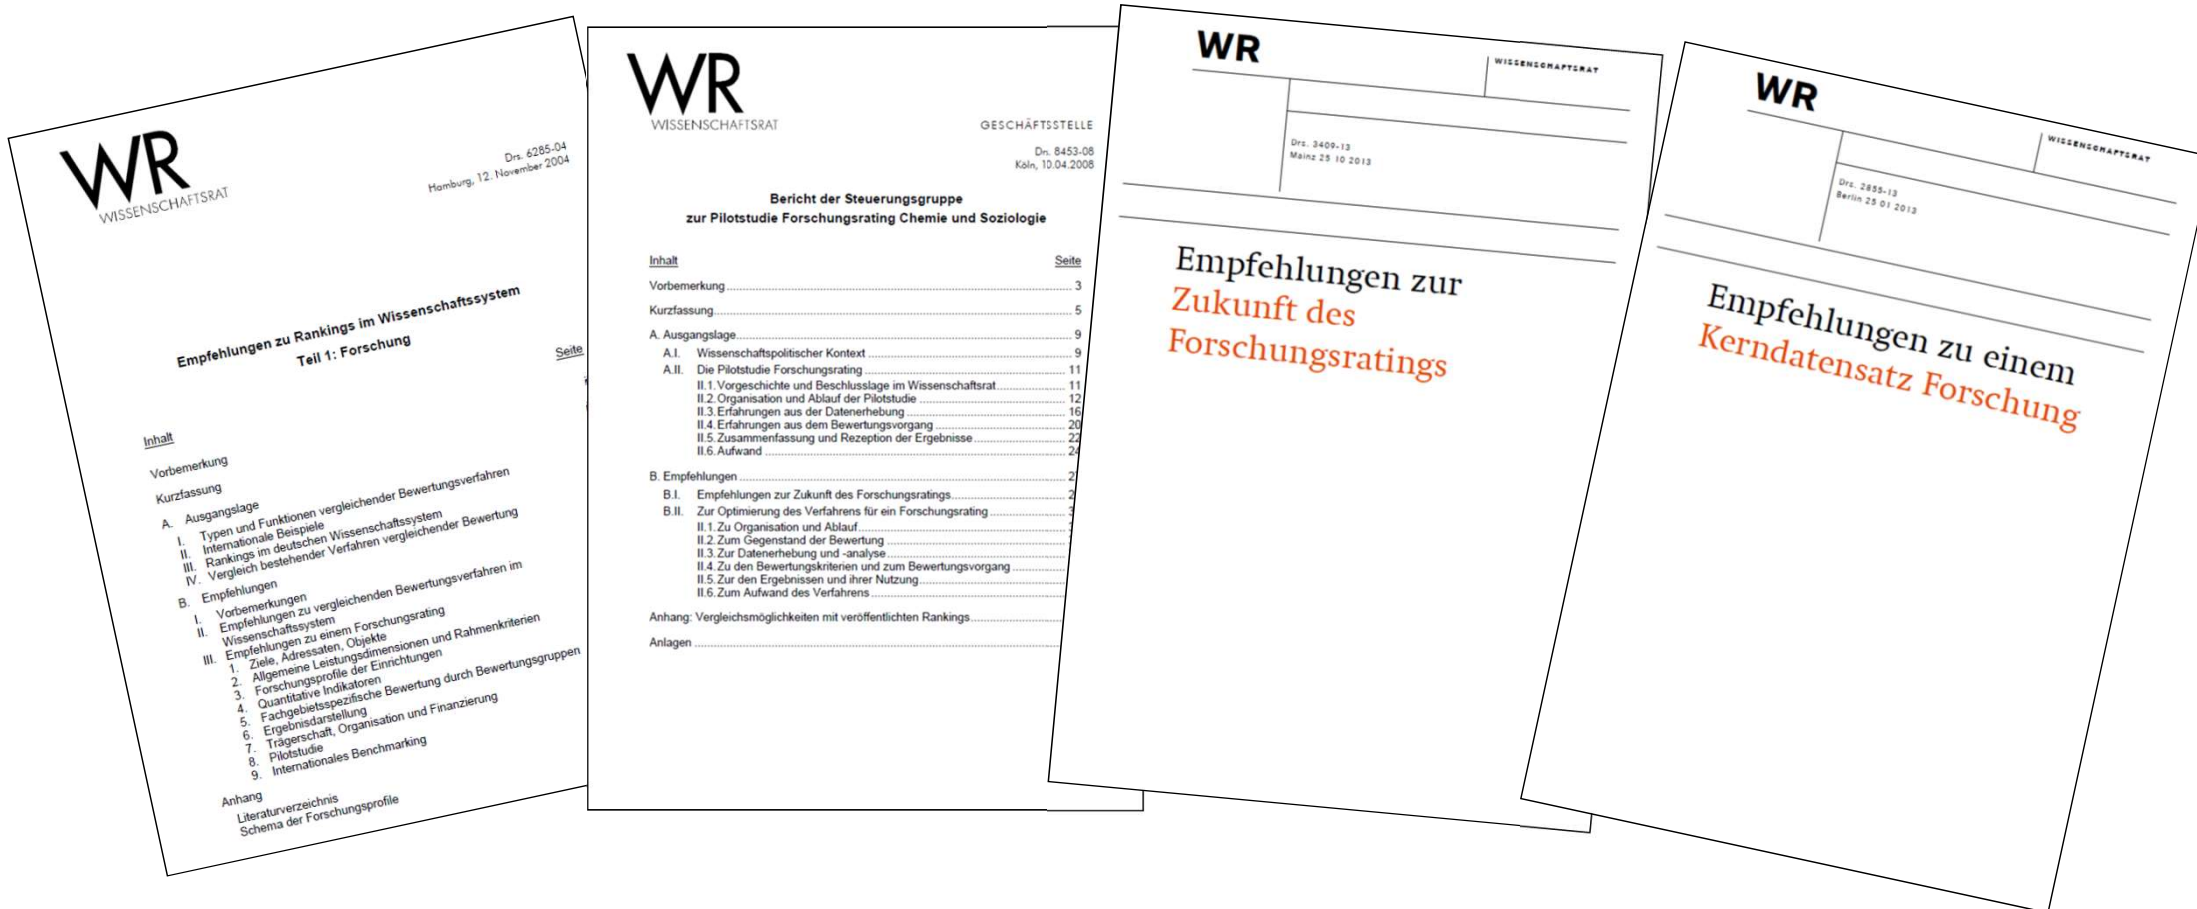 WR
WISSENSCHAFTSRAT
Drs. 6285-04
Hamburg, 12. November 2004
Empfehlungen zu Rankings im Wissenschaftssystem
Teil 1: Forschung
Seite
Inhalt
Vorbemerkung
Kurzfassung
A. Ausgangslage
I. Typen und Funktionen vergleichender Bewertungsverfahren
II. Internationale Beispiele
III. Rankings im deutschen Wissenschaftssystem
IV. Vergleich bestehender Verfahren vergleichender Bewertung
B. Empfehlungen
I. Vorbemerkungen
II. Empfehlungen zu vergleichenden Bewertungsverfahren im
Wissenschaftssystem
III. Empfehlungen zu einem Forschungsrating
1. Ziele, Adressaten, Objekte
2. Allgemeine Leistungsdimensionen und Rahmenkriterien
3. Forschungsprofile der Einrichtungen
4. Quantitative Indikatoren
5. Fachgebietsspezifische Bewertung durch Bewertungsgruppen
6. Ergebnisdarstellung
7. Trägerschaft, Organisation und Finanzierung
8. Pilotstudie
9. Internationales Benchmarking
Anhang
Literaturverzeichnis
Schema der Forschungsprofile
WR
WISSENSCHAFTSRAT
GESCHÄFTSSTELLE
Drs. 8453-08
Köln, 10.04.2008
Bericht der Steuerungsgruppe
zur Pilotstudie Forschungsrating Chemie und Soziologie
Inhalt Seite
Vorbemerkung 3
Kurzfassung 5
A. Ausgangslage 9
A.I. Wissenschaftspolitischer Kontext 9
A.II. Die Pilotstudie Forschungsrating 11
II.1. Vorgeschichte und Beschlusslage im Wissenschaftsrat 11
II.2. Organisation und Ablauf der Pilotstudie 12
II.3. Erfahrungen aus der Datenerhebung 16
II.4. Erfahrungen aus dem Bewertungsvorgang 20
II.5. Zusammenfassung und Rezeption der Ergebnisse 22
II.6. Aufwand 24
B. Empfehlungen 2
B.I. Empfehlungen zur Zukunft des Forschungsratings 2
B.II. Zur Optimierung des Verfahrens für ein Forschungsrating
II.1. Zu Organisation und Ablauf
II.2. Zum Gegenstand der Bewertung
II.3. Zur Datenerhebung und -analyse
II.4. Zu den Bewertungskriterien und zum Bewertungsvorgang
II.5. Zur den Ergebnissen und ihrer Nutzung
II.6. Zum Aufwand des Verfahrens
Anhang: Vergleichsmöglichkeiten mit veröffentlichten Rankings
Anlagen
WR
WISSENSCHAFTSRAT
Drs. 3409-13
Mainz 25 10 2013
Empfehlungen zur
Zukunft des
Forschungsratings
WR
WISSENSCHAFTSRAT
Drs. 2855-13
Berlin 25 01 2013
Empfehlungen zu einem
Kerndatensatz Forschung